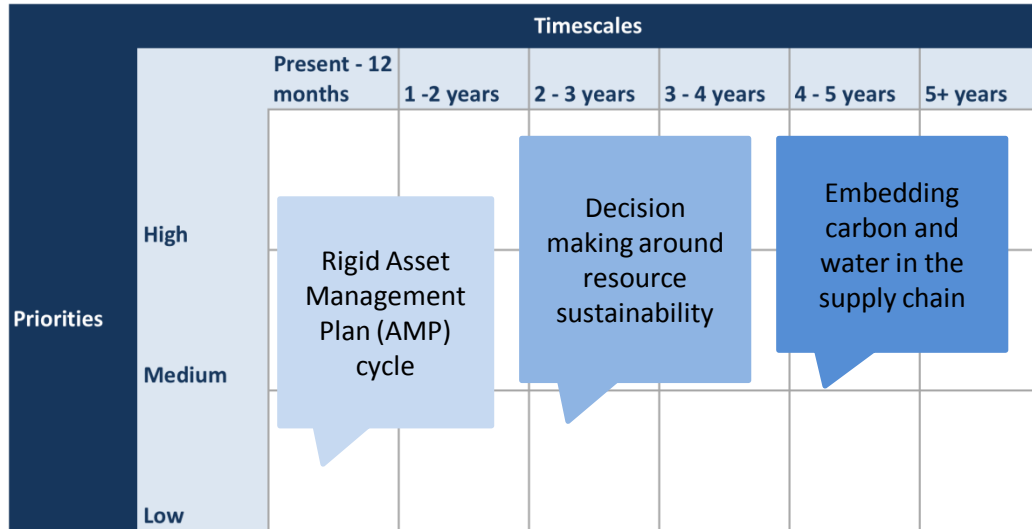 Timescales
Present - 12
months
1 -2 years
2 - 3 years
3 - 4 years
4 - 5 years
5+ years
Priorities
High
Medium
Low
Rigid Asset
Management
Plan (AMP)
cycle
Decision
making around
resource
sustainability
Embedding
carbon and
water in the
supply chain